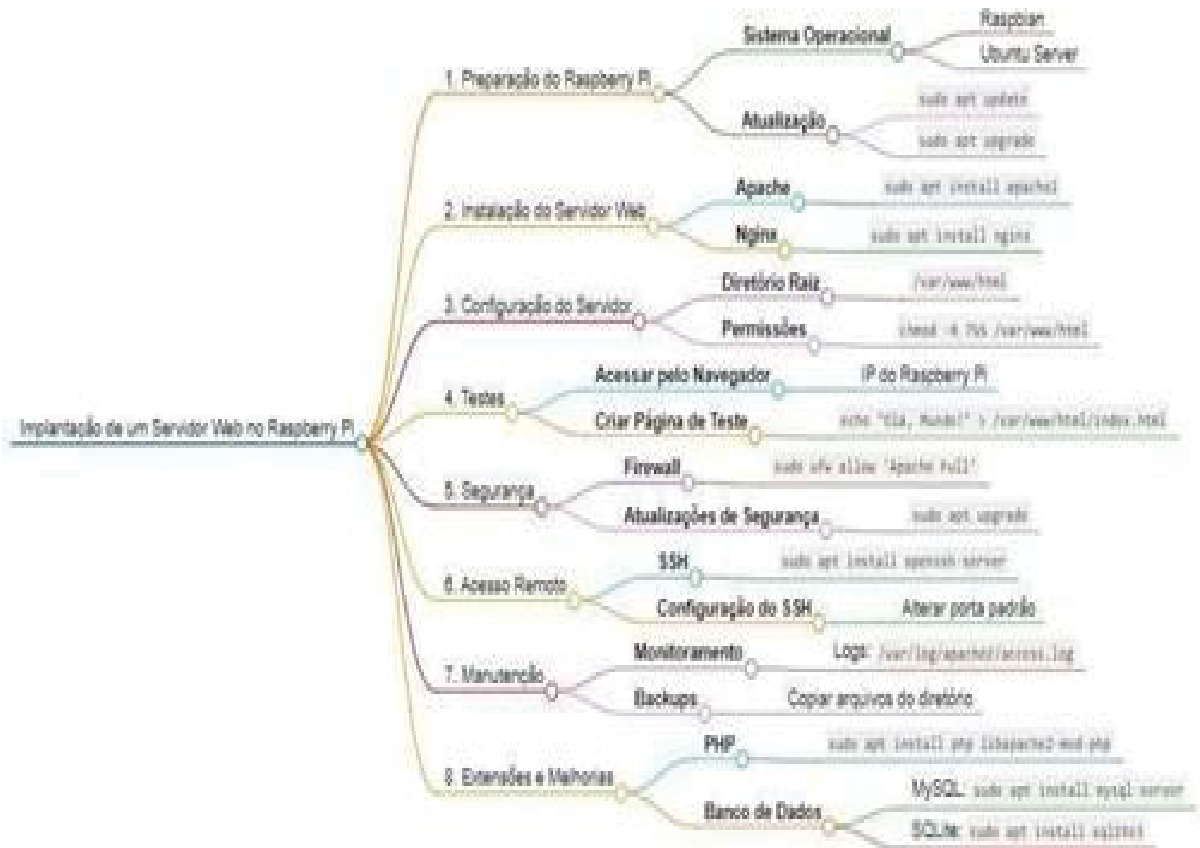 Implantação de um Servidor Web no Raspberry Pi
1. Preparação do Raspberry Pi
Sistema Operacional
Raspbian
Ubuntu Server
Atualização
sudo apt update
sudo apt upgrade
2. Instalação do Servidor Web
Apache
sudo apt install apache2
Nginx
sudo apt install nginx
3. Configuração do Servidor
Diretório Raiz
/var/www/html
Permissões
chmod -R 755 /var/www/html
4. Testes
Acessar pelo Navegador
IP do Raspberry Pi
Criar Página de Teste
echo "Olá, Mundo!" > /var/www/html/index.html
5. Segurança
Firewall
sudo ufw allow 'Apache Full'
Atualizações de Segurança
sudo apt upgrade
6. Acesso Remoto
SSH
sudo apt install openssh-server
Configuração do SSH
Alterar porta padrão
7. Manutenção
Monitoramento
Logs: /var/log/apache2/access.log
Backups
Copiar arquivos do diretório
8. Extensões e Melhorias
PHP
sudo apt install php libapache2-mod-php
Banco de Dados
MySQL: sudo apt install mysql-server
SQLite: sudo apt install sqlite3